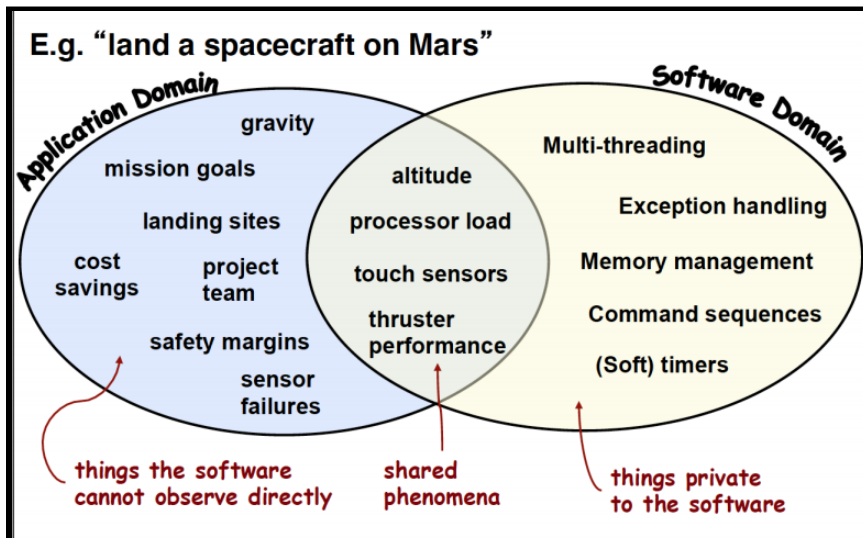 E.g. “land a spacecraft on Mars”
Application Domain
Software Domain
gravity
mission goals
landing sites
cost
savings
project
team
safety margins
sensor
failures
altitude
processor load
touch sensors
thruster
performance
Multi-threading
Exception handling
Memory management
Command sequences
(Soft) timers
things the software
cannot observe directly
shared
phenomena
things private
to the software